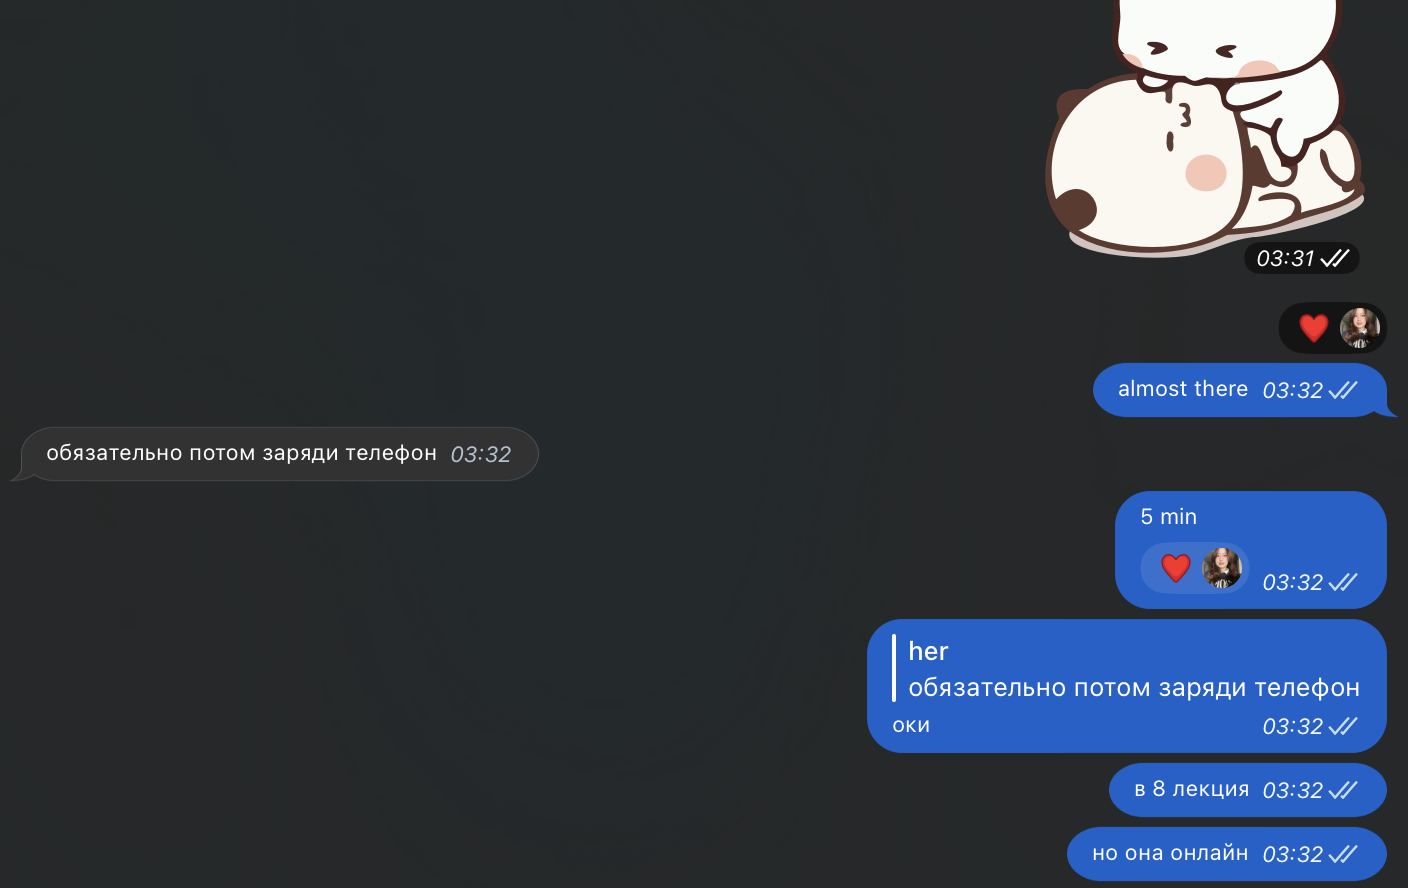 03:31
almost there 03:32
обязательно потом заряди телефон 03:32
5 min
03:32
her
обязательно потом заряди телефон
оки 03:32
в 8 лекция 03:32
но она онлайн 03:32